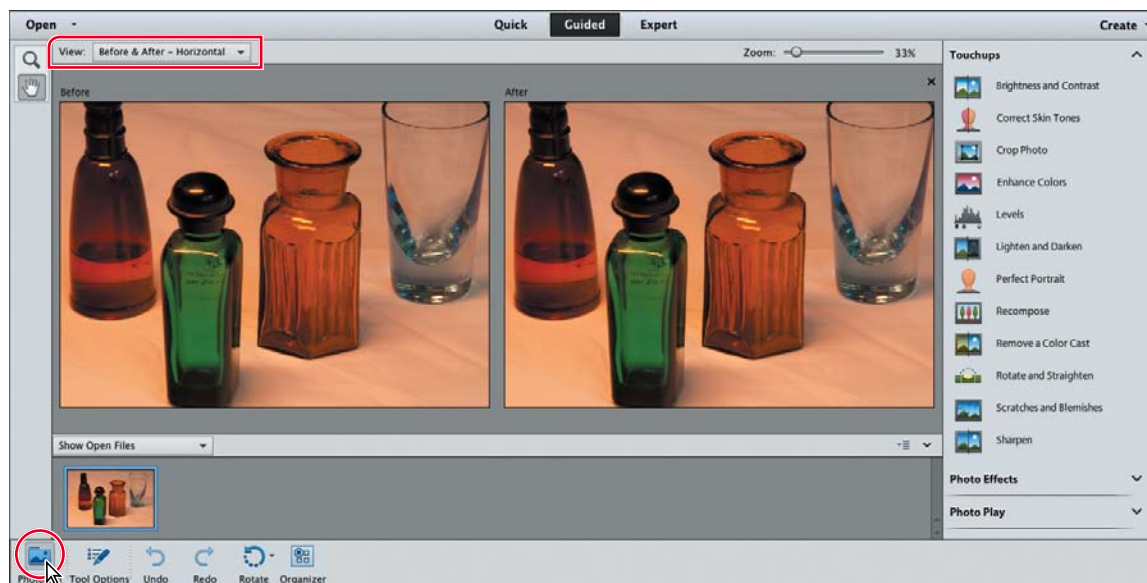 Open
Quick
Guided
Expert
Create
View: Before & After - Horizontal
Zoom: 33%
Before
After
Touchups
Brightness and Contrast
Correct Skin Tones
Crop Photo
Enhance Colors
Levels
Lighten and Darken
Perfect Portrait
Recompose
Remove a Color Cast
Rotate and Straighten
Scratches and Blemishes
Sharpen
Photo Effects
Photo Play
Show Open Files
Tool Options
Undo
Redo
Rotate
Organizer